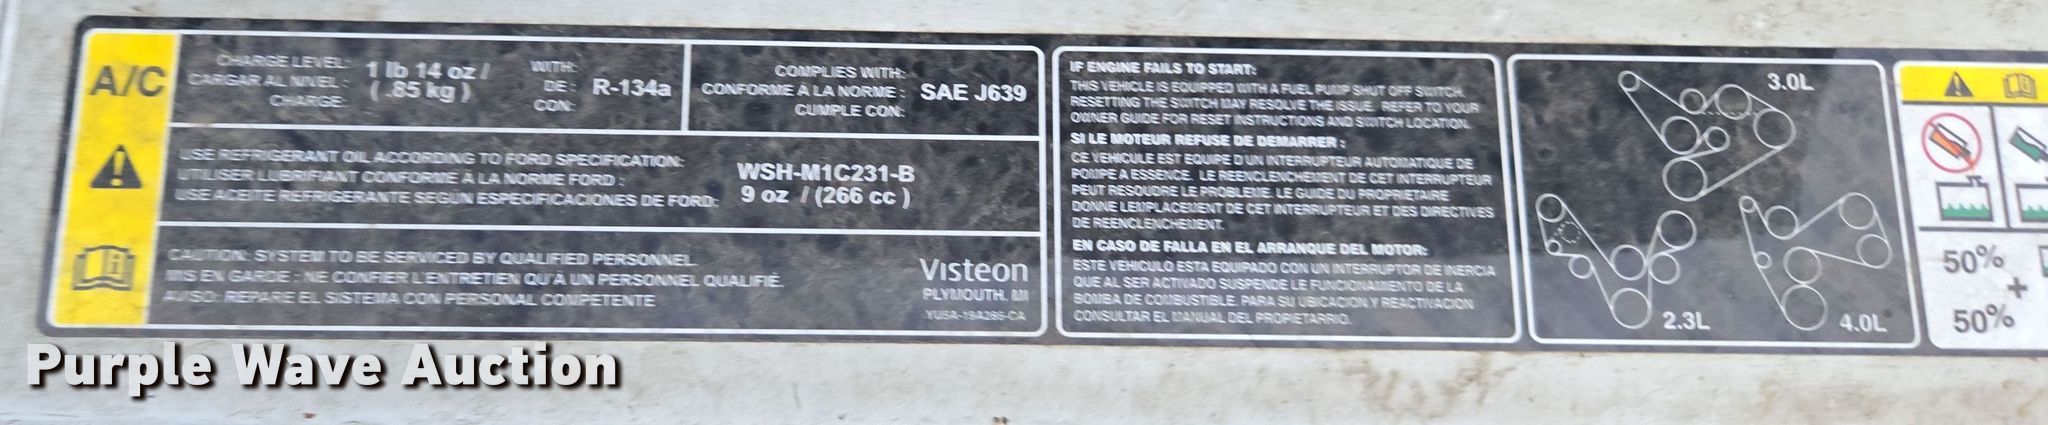 A/C
CHARGE LEVEL:
CARGAR AL NIVEL :
CHARGE:
1 lb 14 oz /
( .85 kg )
WITH:
DE :
CON:
R-134a
COMPLIES WITH:
CONFORME A LA NORME :
CUMPLE CON:
SAE J639
USE REFRIGERANT OIL ACCORDING TO FORD SPECIFICATION:
UTILISER LUBRIFIANT CONFORME À LA NORME FORD :
USE ACEITE REFRIGERANTE SEGÚN ESPECIFICACIONES DE FORD:
WSH-M1C231-B
9 oz / (266 cc )
CAUTION: SYSTEM TO BE SERVICED BY QUALIFIED PERSONNEL
MIS EN GARDE : NE CONFIER L'ENTRETIEN QU'À UN PERSONNEL QUALIFIÉ.
AVISO: REPARE EL SISTEMA CON PERSONAL COMPETENTE
Visteon
PLYMOUTH, MI
IF ENGINE FAILS TO START:
THIS VEHICLE IS EQUIPPED WITH A FUEL PUMP SHUT OFF SWITCH.
RESETTING THE SWITCH MAY RESOLVE THE ISSUE. REFER TO YOUR
OWNER GUIDE FOR RESET INSTRUCTIONS AND SWITCH LOCATION.
SI LE MOTEUR REFUSE DE DEMARRER :
CE VEHICULE EST EQUIPE D'UN INTERRUPTEUR AUTOMATIQUE DE
POMPE A ESSENCE. LE REENCLENCHEMENT DE CET INTERRUPTEUR
PEUT RESOUDRE LE PROBLEME. LE GUIDE DU PROPRIETAIRE
DONNE LEMPLACEMENT DE CET INTERRUPTEUR ET DES DIRECTIVES
DE REENCLENCHEMENT.
EN CASO DE FALLA EN EL ARRANQUE DEL MOTOR:
ESTE VEHICULO ESTA EQUIPADO CON UN INTERRUPTOR DE INERCIA
QUE AL SER ACTIVADO SUSPENDE LE FUNCIONAMIENTO DE LA
BOMBA DE COMBUSTIBLE. PARA SU UBICACION Y REACTIVACION
CONSULTAR EL MANUAL DEL PROPIETARRIO.
3.0L
2.3L
4.0L
50%
+
50%
Purple Wave Auction